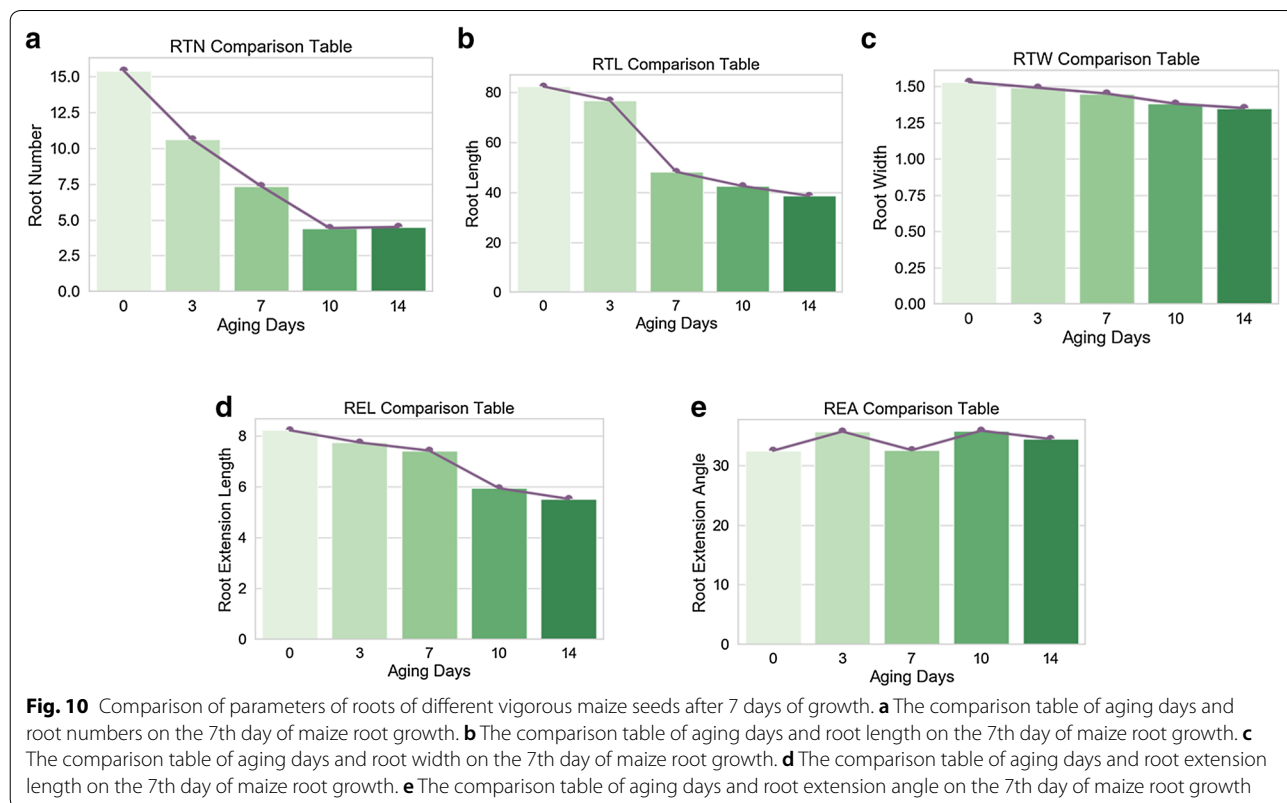 a
RTN Comparison Table
15.0
12.5
10.0
7.5
5.0
2.5
0.0
Root Number
0 3 7 10 14
Aging Days
b
RTL Comparison Table
80
60
40
20
0
Root Length
0 3 7 10 14
Aging Days
c
RTW Comparison Table
1.50
1.25
1.00
0.75
0.50
0.25
0.00
Root Width
0 3 7 10 14
Aging Days
d
REL Comparison Table
8
6
4
2
0
Root Extension Length
0 3 7 10 14
Aging Days
e
REA Comparison Table
30
20
10
0
Root Extension Angle
0 3 7 10 14
Aging Days
Fig. 10 Comparison of parameters of roots of different vigorous maize seeds after 7 days of growth. a The comparison table of aging days and
root numbers on the 7th day of maize root growth. b The comparison table of aging days and root length on the 7th day of maize root growth. c
The comparison table of aging days and root width on the 7th day of maize root growth. d The comparison table of aging days and root extension
length on the 7th day of maize root growth. e The comparison table of aging days and root extension angle on the 7th day of maize root growth